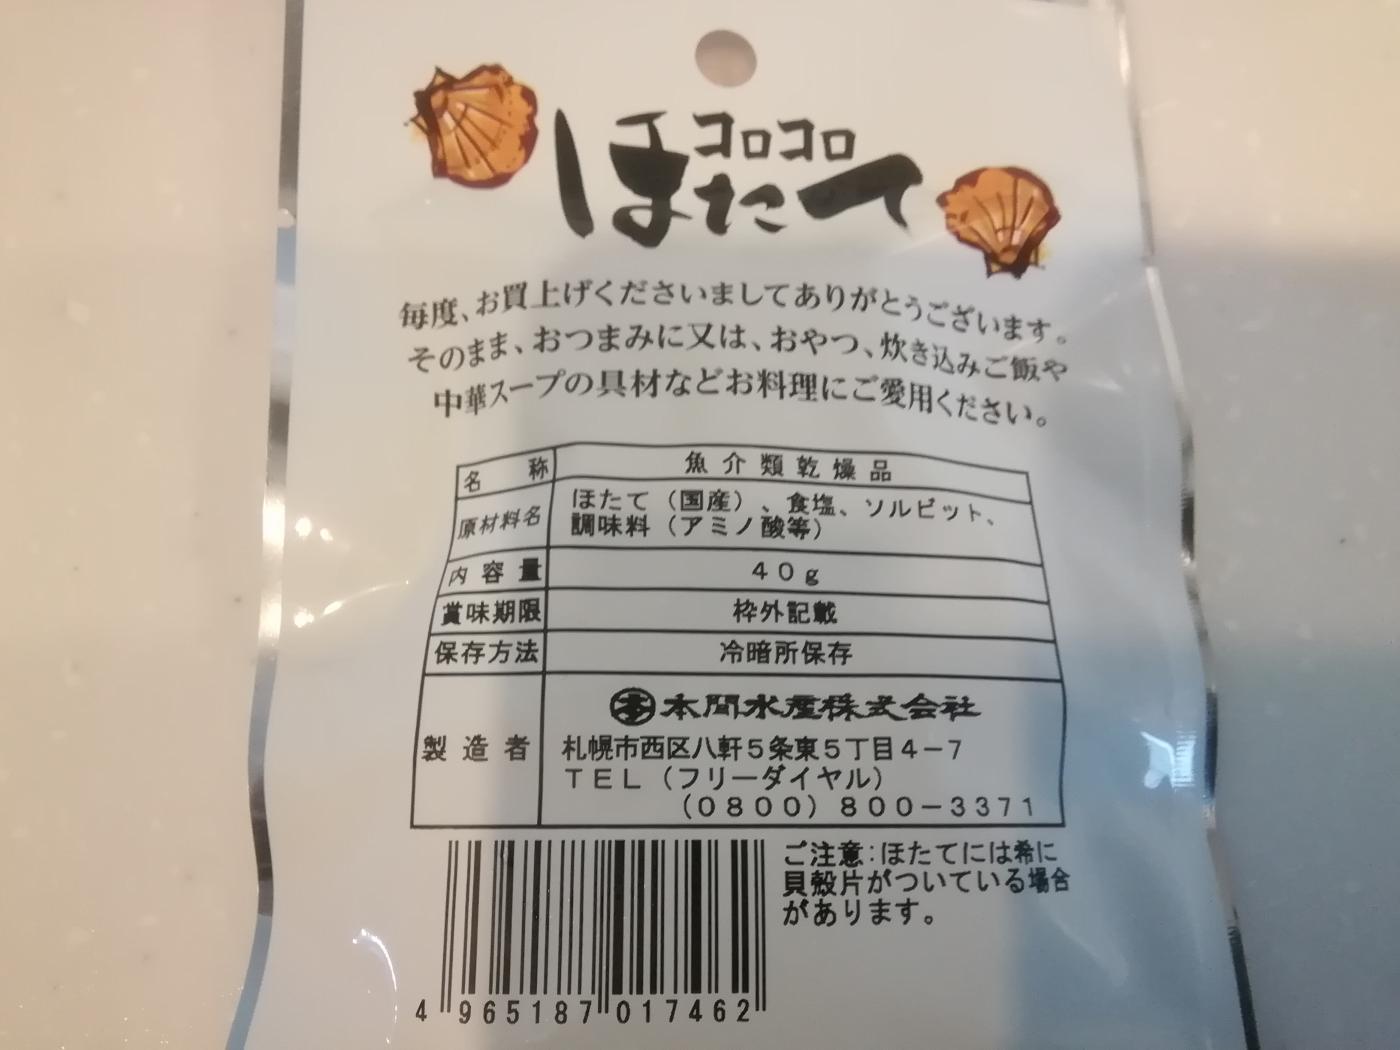 コロコロ
ほたて
毎度、お買上げくださいましてありがとうございます。
そのまま、おつまみに又は、おやつ、炊き込みご飯や
中華スープの具材などお料理にご愛用ください。
名称 魚介類乾燥品
原材料名 ほたて（国産）、食塩、ソルビット、
調味料（アミノ酸等）
内容量 40g
賞味期限 枠外記載
保存方法 冷暗所保存
本間水産株式会社
製造者 札幌市西区八軒5条東5丁目4-7
TEL（フリーダイヤル）
（0800）800-3371
ご注意:ほたてには希に
貝殻片がついている場合
があります。
4 965187 017462